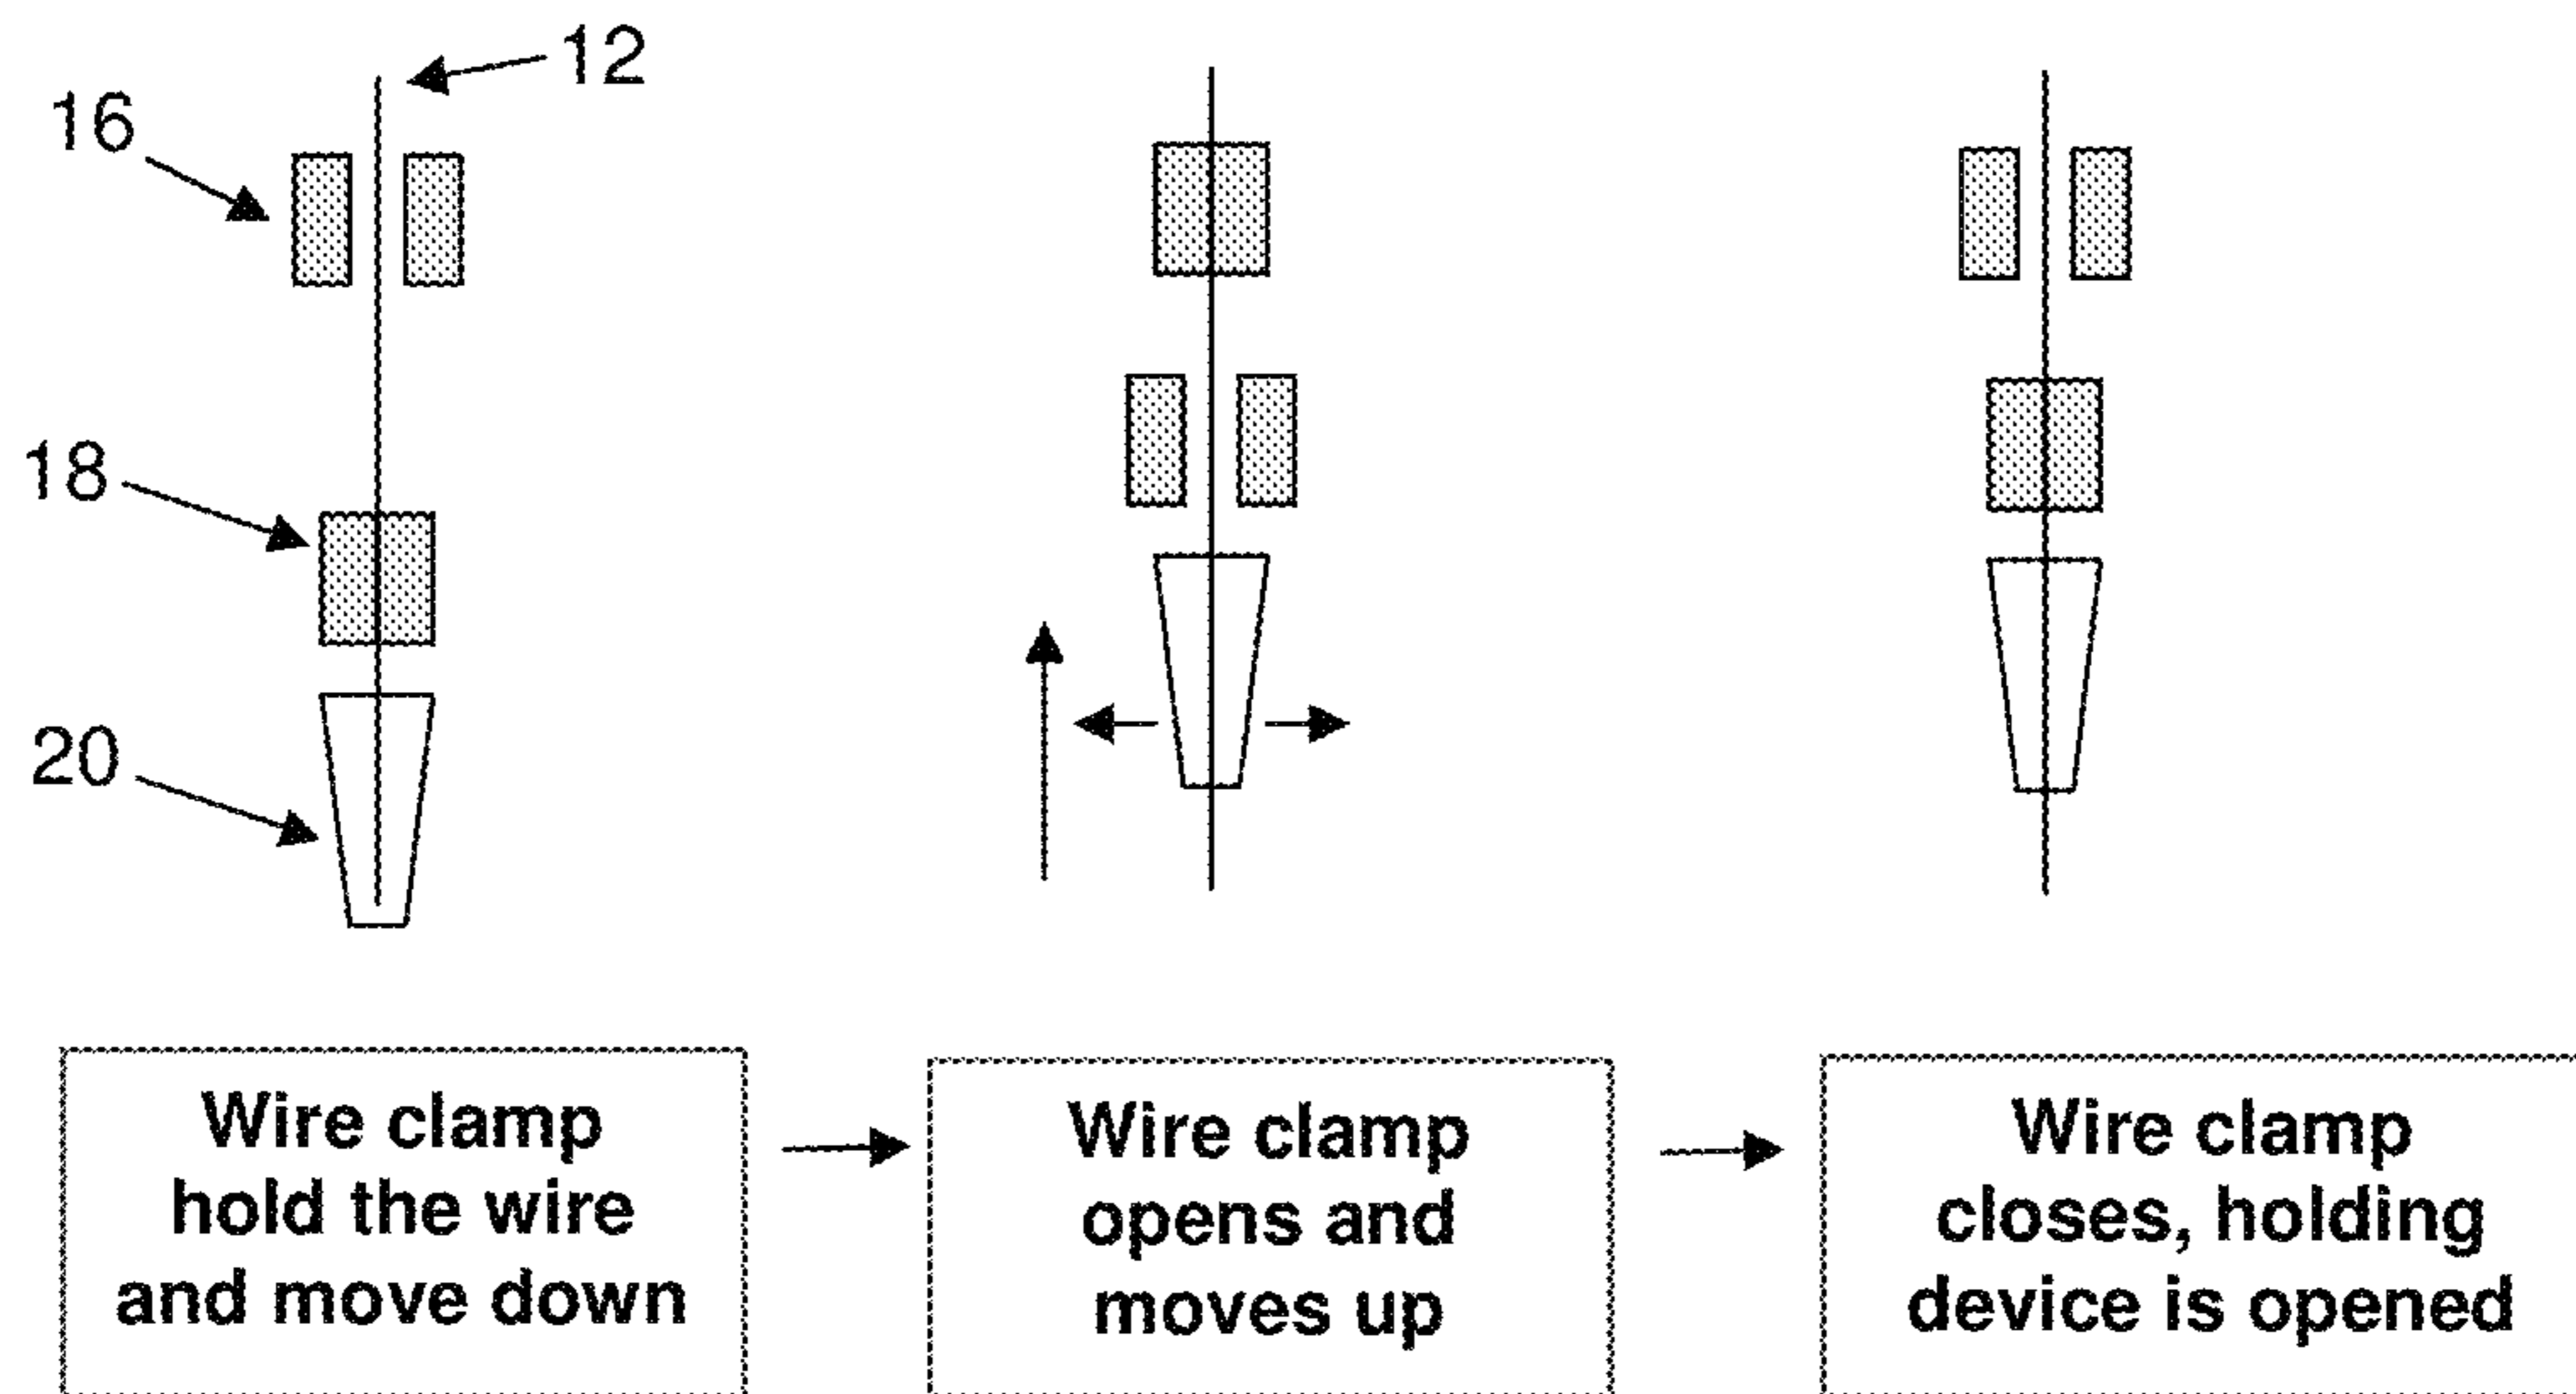 12
16
18
20
Wire clamp
hold the wire
and move down
Wire clamp
opens and
moves up
Wire clamp
closes, holding
device is opened